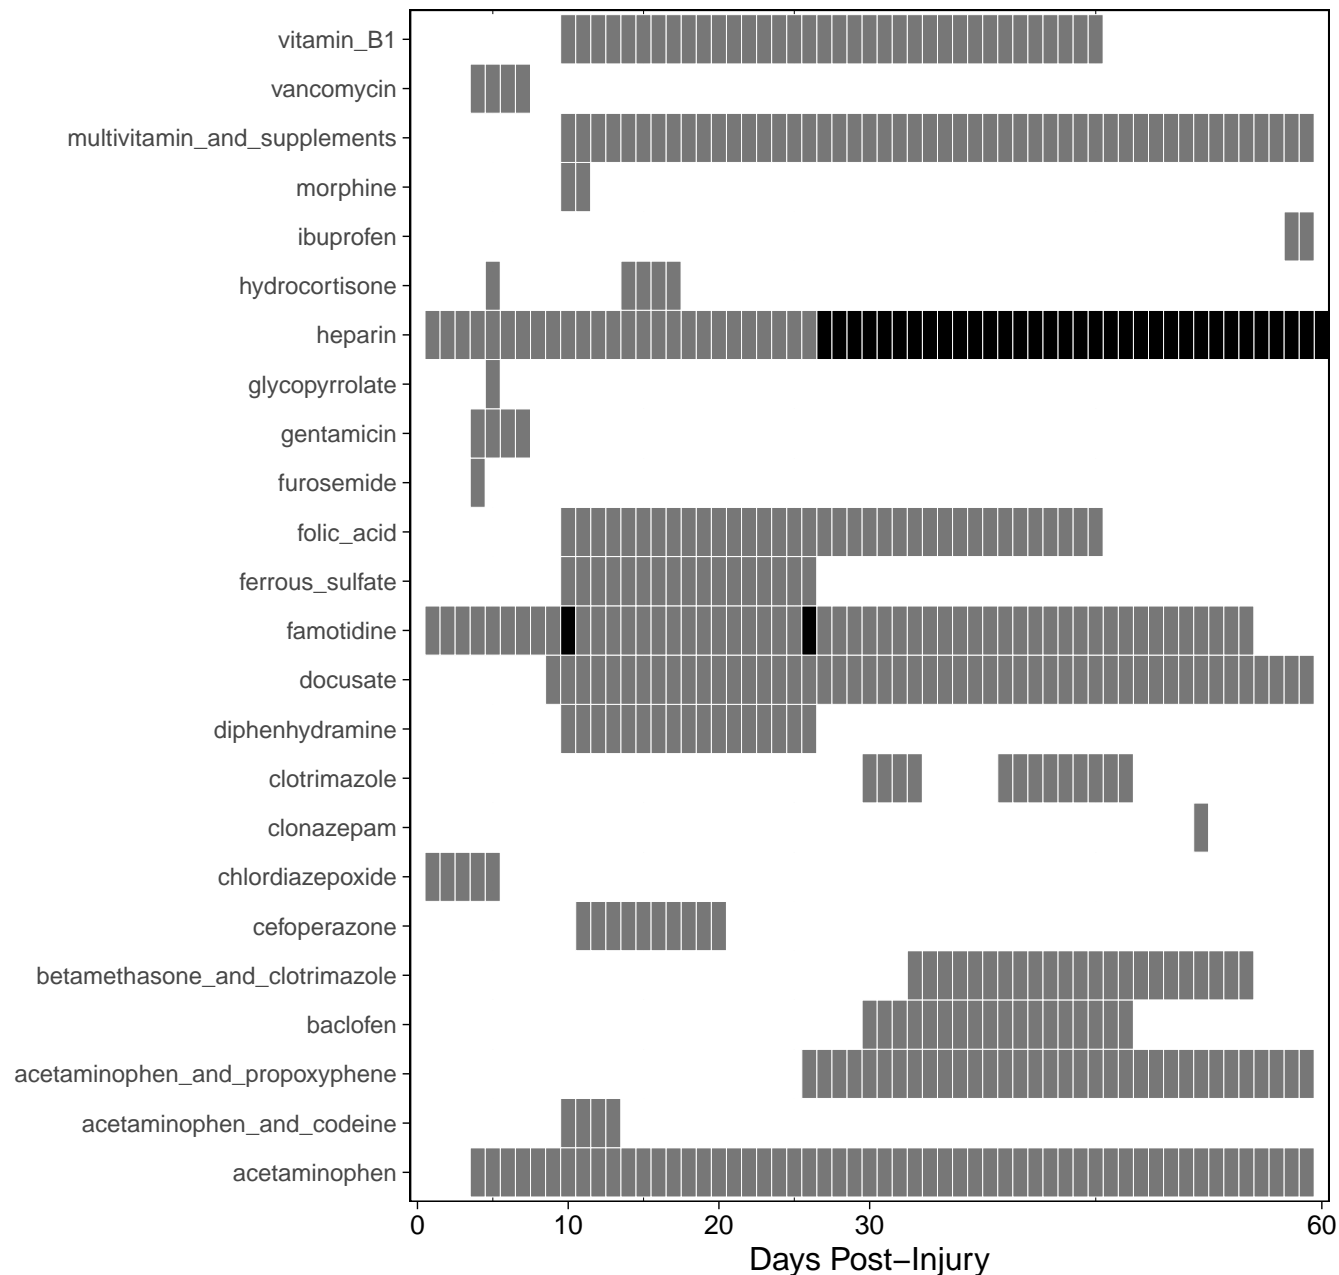 vitamin_B1
vancomycin
multivitamin_and_supplements
morphine
ibuprofen
hydrocortisone
heparin
glycopyrrolate
gentamicin
furosemide
folic_acid
ferrous_sulfate
famotidine
docusate
diphenhydramine
clotrimazole
clonazepam
chlordiazepoxide
cefoperazone
betamethasone_and_clotrimazole
baclofen
acetaminophen_and_propoxyphene
acetaminophen_and_codeine
acetaminophen
0 10 20 30 60
Days Post−Injury